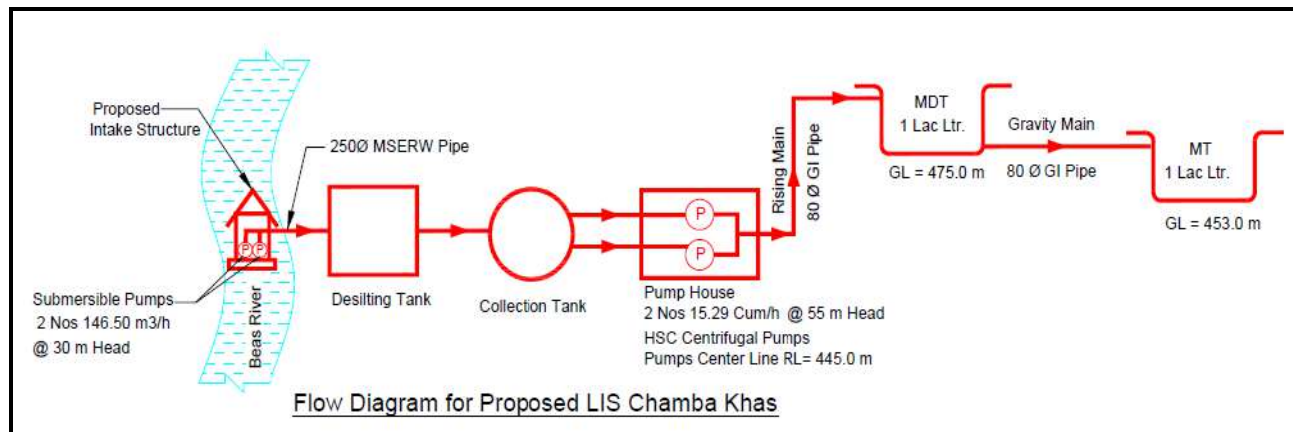 Proposed
Intake Structure
250Ø MSERW Pipe
P P
Submersible Pumps
2 Nos 146.50 m3/h
@ 30 m Head
Beas River
Desilting Tank
Collection Tank
P
P
Pump House
2 Nos 15.29 Cum/h @ 55 m Head
HSC Centrifugal Pumps
Pumps Center Line RL= 445.0 m
Rising Main
80 Ø GI Pipe
MDT
1 Lac Ltr.
GL = 475.0 m
Gravity Main
80 Ø GI Pipe
MT
1 Lac Ltr.
GL = 453.0 m
Flow Diagram for Proposed LIS Chamba Khas